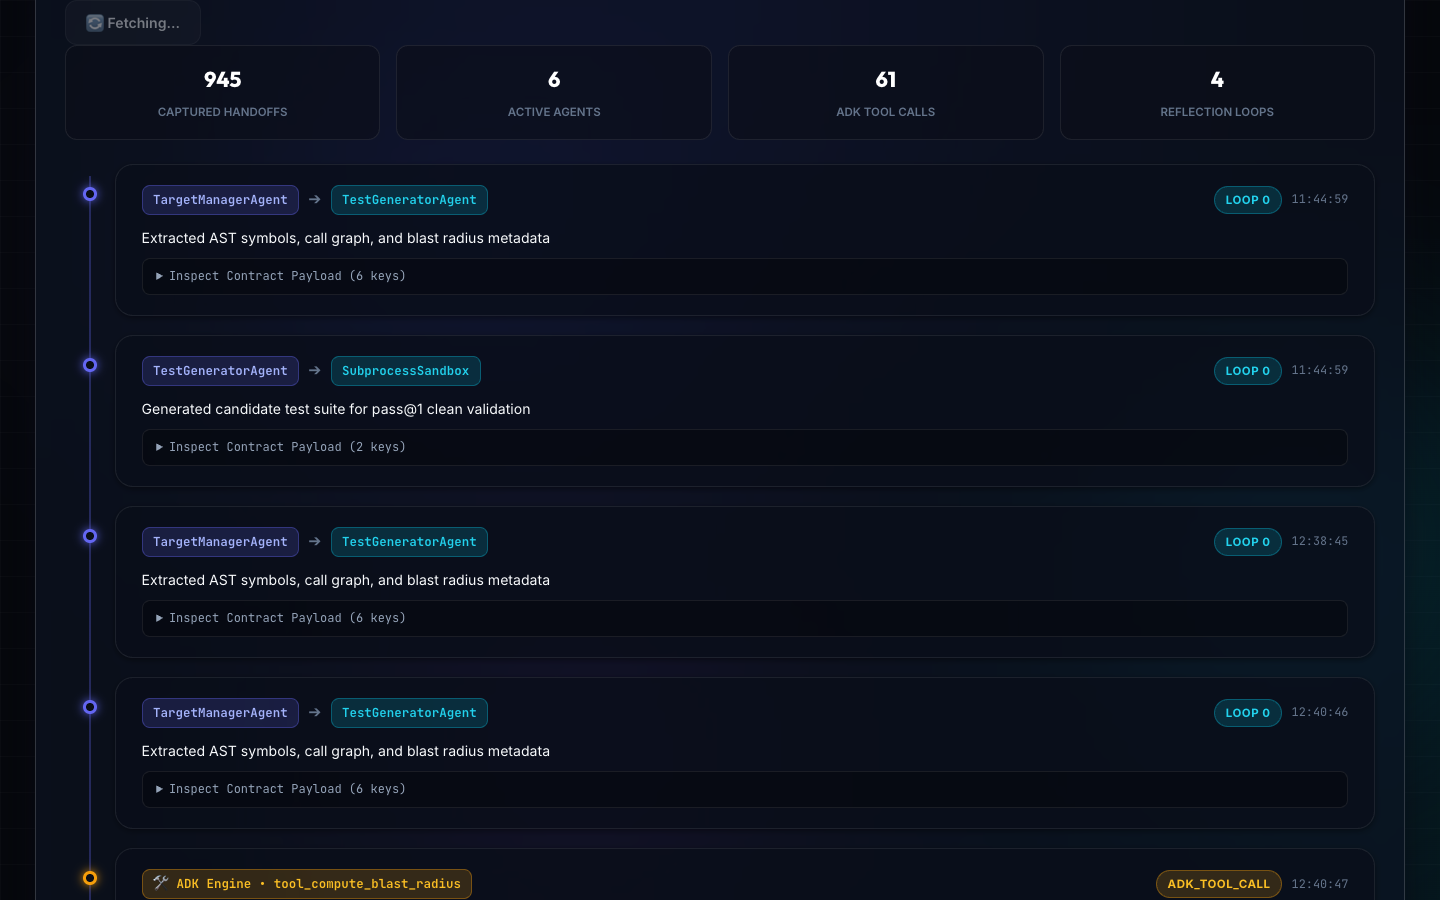 Fetching...
945
CAPTURED HANDOFFS
6
ACTIVE AGENTS
61
ADK TOOL CALLS
4
REFLECTION LOOPS
TargetManagerAgent → TestGeneratorAgent LOOP 0 11:44:59
Extracted AST symbols, call graph, and blast radius metadata
▶ Inspect Contract Payload (6 keys)
TestGeneratorAgent → SubprocessSandbox LOOP 0 11:44:59
Generated candidate test suite for pass@1 clean validation
▶ Inspect Contract Payload (2 keys)
TargetManagerAgent → TestGeneratorAgent LOOP 0 12:38:45
Extracted AST symbols, call graph, and blast radius metadata
▶ Inspect Contract Payload (6 keys)
TargetManagerAgent → TestGeneratorAgent LOOP 0 12:40:46
Extracted AST symbols, call graph, and blast radius metadata
▶ Inspect Contract Payload (6 keys)
🛠 ADK Engine • tool_compute_blast_radius ADK_TOOL_CALL 12:40:47